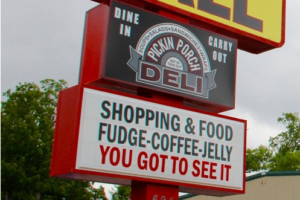 DINE IN
CARRY OUT
PICKIN PORCH
DELI
SHOPPING & FOOD
FUDGE-COFFEE-JELLY
YOU GOT TO SEE IT